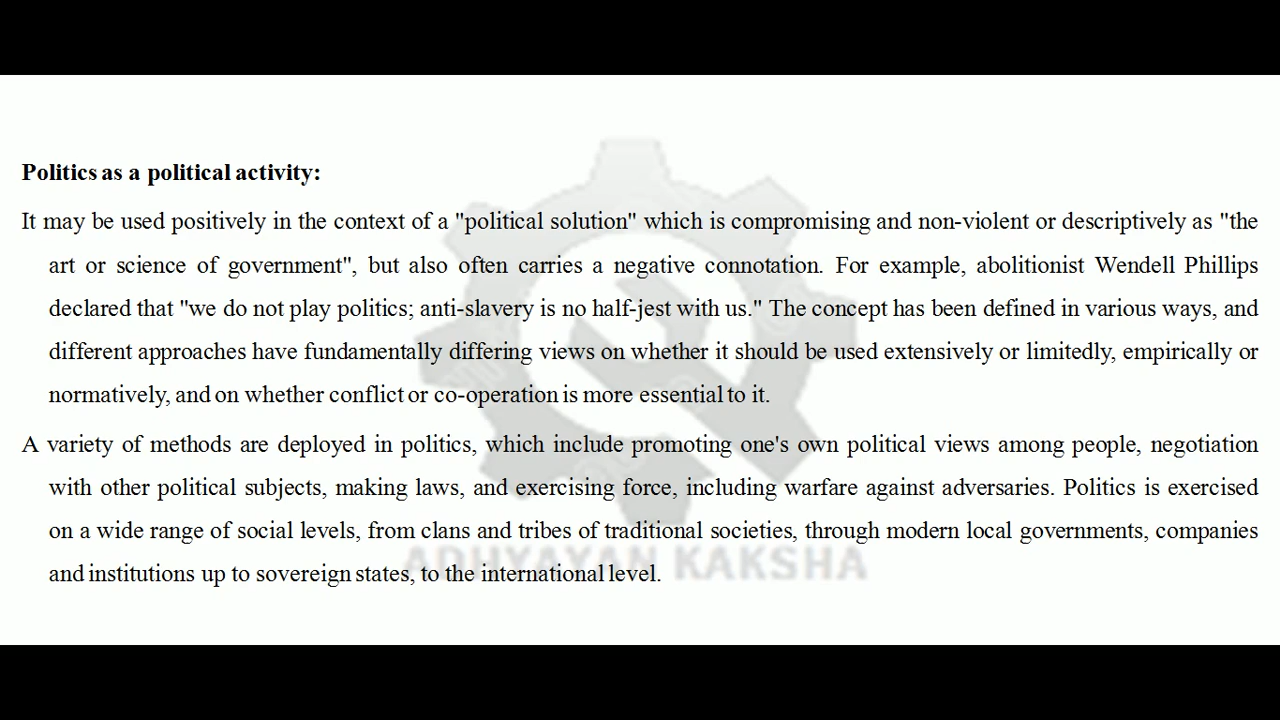 Politics as a political activity:
It may be used positively in the context of a "political solution" which is compromising and non-violent or descriptively as "the
art or science of government", but also often carries a negative connotation. For example, abolitionist Wendell Phillips
declared that "we do not play politics; anti-slavery is no half-jest with us." The concept has been defined in various ways, and
different approaches have fundamentally differing views on whether it should be used extensively or limitedly, empirically or
normatively, and on whether conflict or co-operation is more essential to it.
A variety of methods are deployed in politics, which include promoting one's own political views among people, negotiation
with other political subjects, making laws, and exercising force, including warfare against adversaries. Politics is exercised
on a wide range of social levels, from clans and tribes of traditional societies, through modern local governments, companies
and institutions up to sovereign states, to the international level.
ADHYAYAN KAKSHA